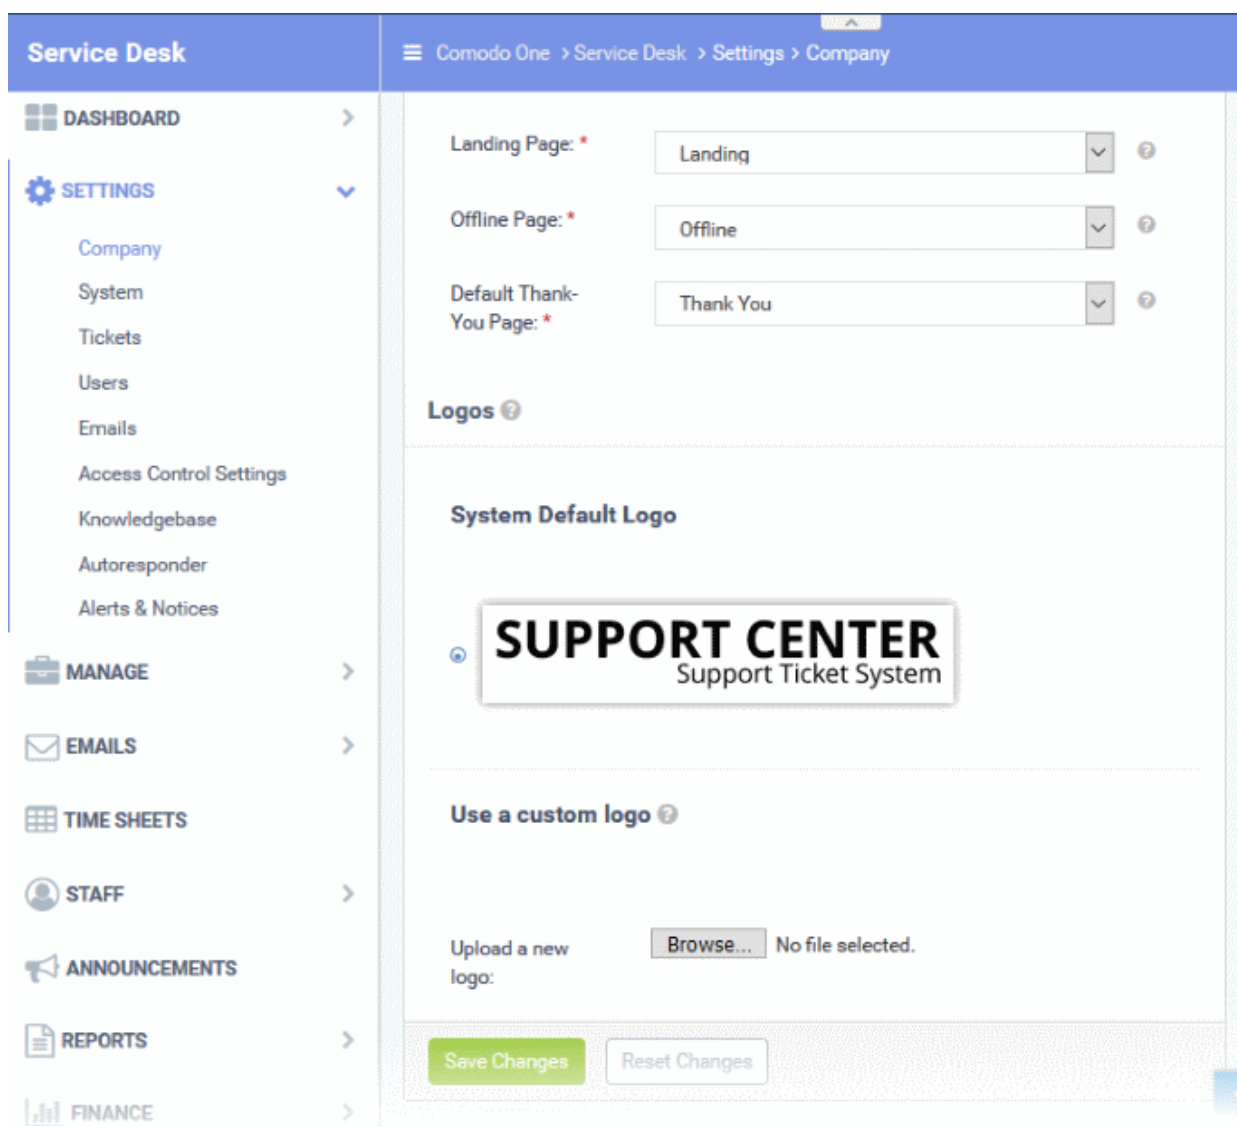 Service Desk
Comodo One > Service Desk > Settings > Company
DASHBOARD
SETTINGS
Company
System
Tickets
Users
Emails
Access Control Settings
Knowledgebase
Autoresponder
Alerts & Notices
MANAGE
EMAILS
TIME SHEETS
STAFF
ANNOUNCEMENTS
REPORTS
FINANCE
Landing Page: *
Landing
Offline Page: *
Offline
Default Thank-
You Page: *
Thank You
Logos
System Default Logo
SUPPORT CENTER
Support Ticket System
Use a custom logo
Upload a new
logo:
Browse... No file selected.
Save Changes
Reset Changes